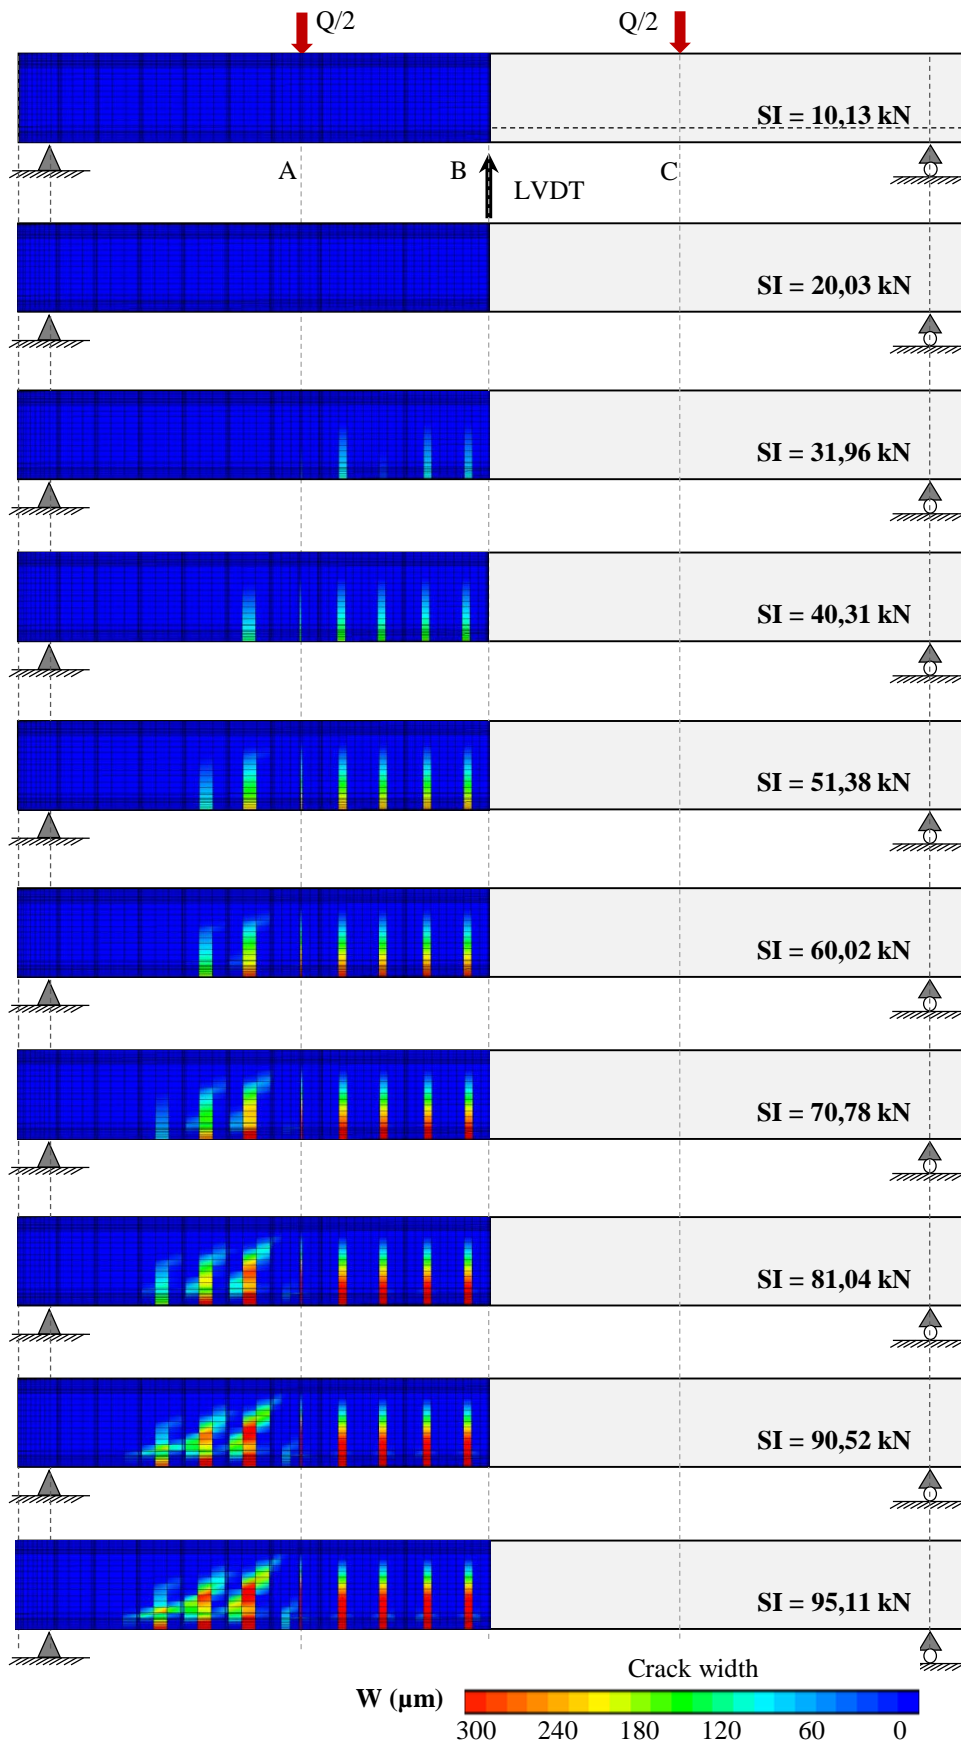 Q/2 Q/2
SI = 10,13 kN
A B C
LVDT
SI = 20,03 kN
SI = 31,96 kN
SI = 40,31 kN
SI = 51,38 kN
SI = 60,02 kN
SI = 70,78 kN
SI = 81,04 kN
SI = 90,52 kN
SI = 95,11 kN
Crack width
W (µm)
300 240 180 120 60 0